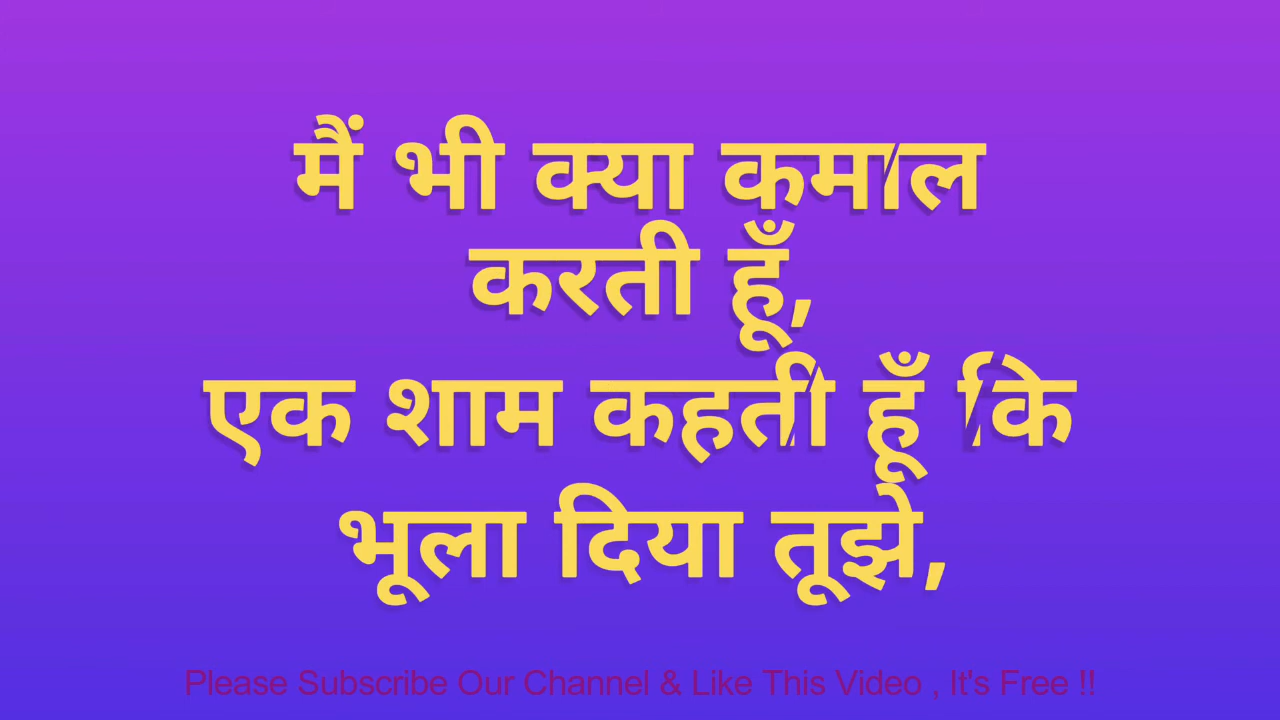 मैं भी क्या कमाल
करती हूँ,
एक शाम कहती हूँ कि
भूला दिया तूझे,
Please Subscribe Our Channel & Like This Video , It's Free !!